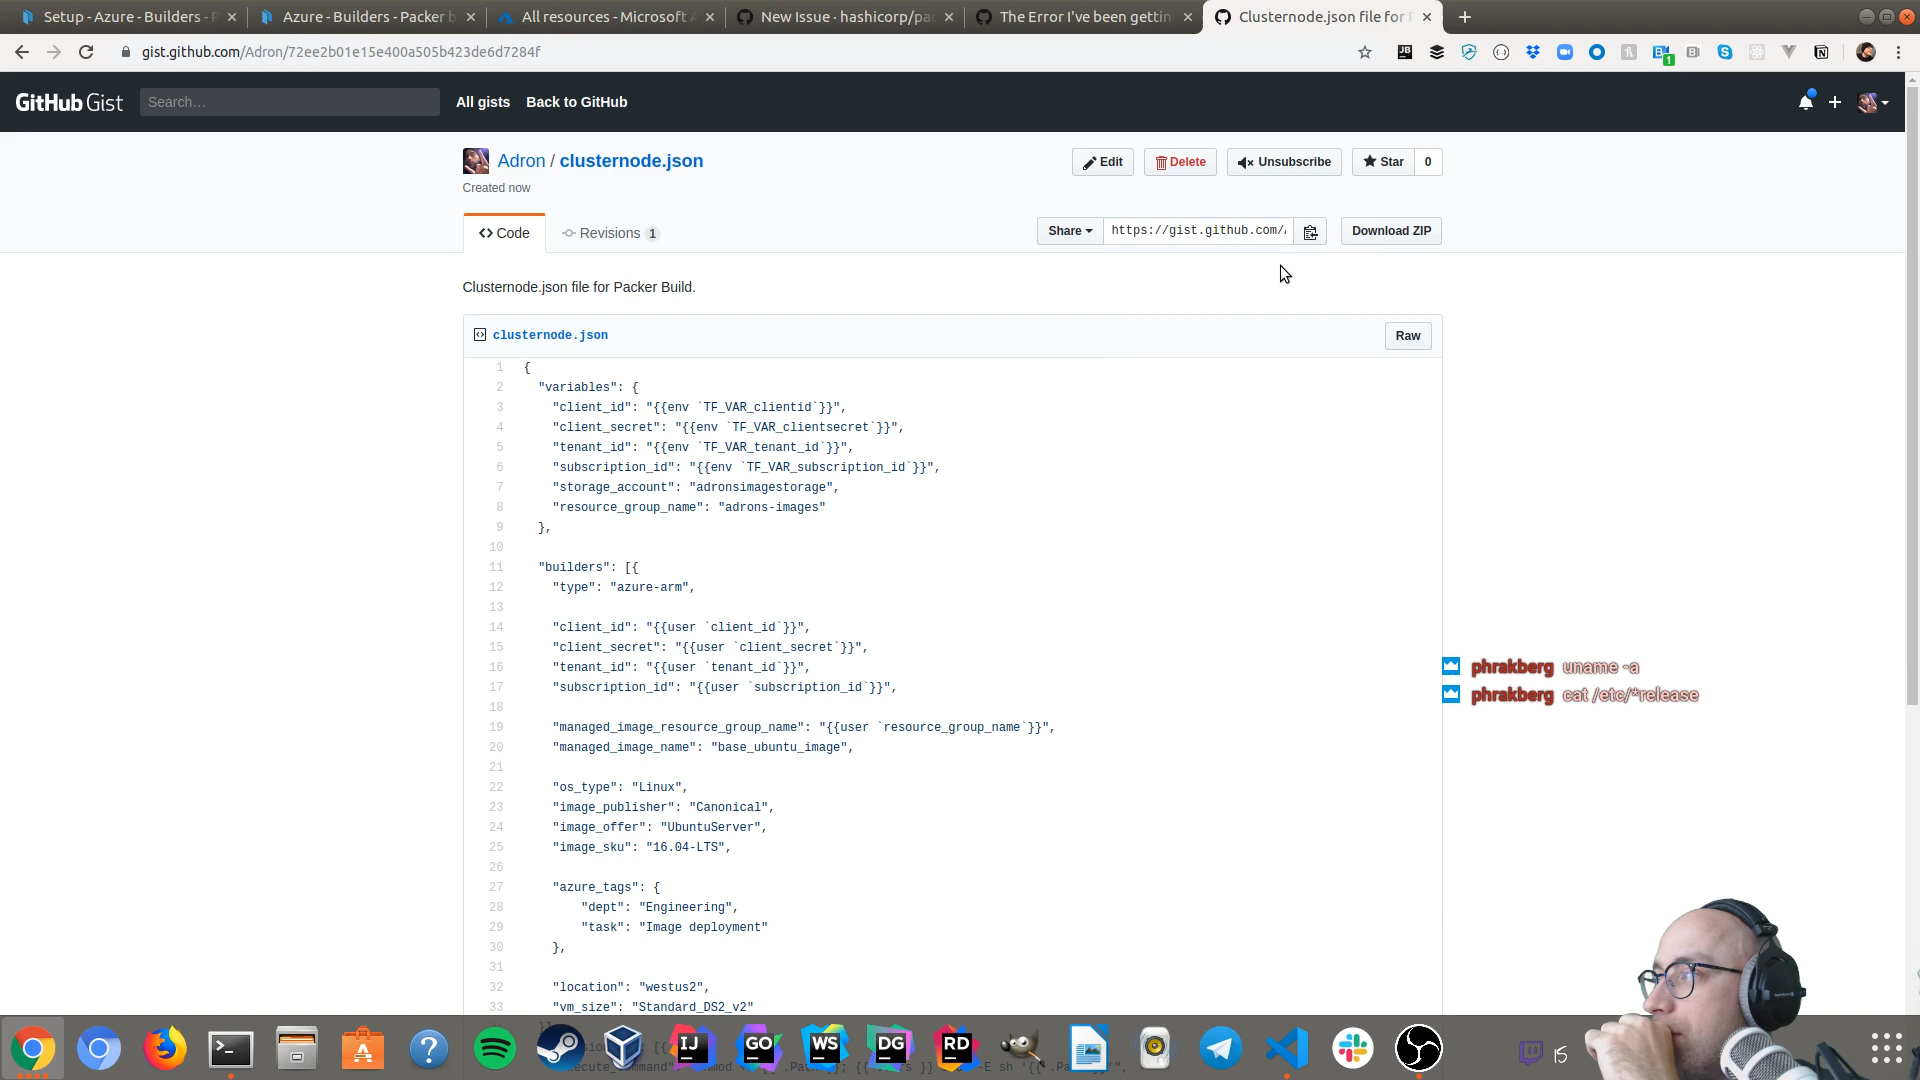 Setup - Azure - Builders - P
Azure - Builders - Packer b
All resources - Microsoft A
New Issue · hashicorp/pac
The Error I've been gettin
Clusternode.json file for P
gist.github.com/Adron/72ee2b01e15e400a505b423de6d7284f
GitHub Gist
Search…
All gists
Back to GitHub
Adron / clusternode.json
Edit
Delete
Unsubscribe
Star
0
Created now
Code
Revisions 1
Share
https://gist.github.com/
Download ZIP
Clusternode.json file for Packer Build.
clusternode.json
Raw
1 {
2 "variables": {
3 "client_id": "{{env `TF_VAR_clientid`}}",
4 "client_secret": "{{env `TF_VAR_clientsecret`}}",
5 "tenant_id": "{{env `TF_VAR_tenant_id`}}",
6 "subscription_id": "{{env `TF_VAR_subscription_id`}}",
7 "storage_account": "adronsimagestorage",
8 "resource_group_name": "adrons-images"
9 },
10
11 "builders": [{
12 "type": "azure-arm",
13
14 "client_id": "{{user `client_id`}}",
15 "client_secret": "{{user `client_secret`}}",
16 "tenant_id": "{{user `tenant_id`}}",
17 "subscription_id": "{{user `subscription_id`}}",
18
19 "managed_image_resource_group_name": "{{user `resource_group_name`}}",
20 "managed_image_name": "base_ubuntu_image",
21
22 "os_type": "Linux",
23 "image_publisher": "Canonical",
24 "image_offer": "UbuntuServer",
25 "image_sku": "16.04-LTS",
26
27 "azure_tags": {
28 "dept": "Engineering",
29 "task": "Image deployment"
30 },
31
32 "location": "westus2",
33 "vm_size": "Standard_DS2_v2"
phrakberg uname -a
phrakberg cat /etc/*release
IJ
GO
WS
DG
RD
15